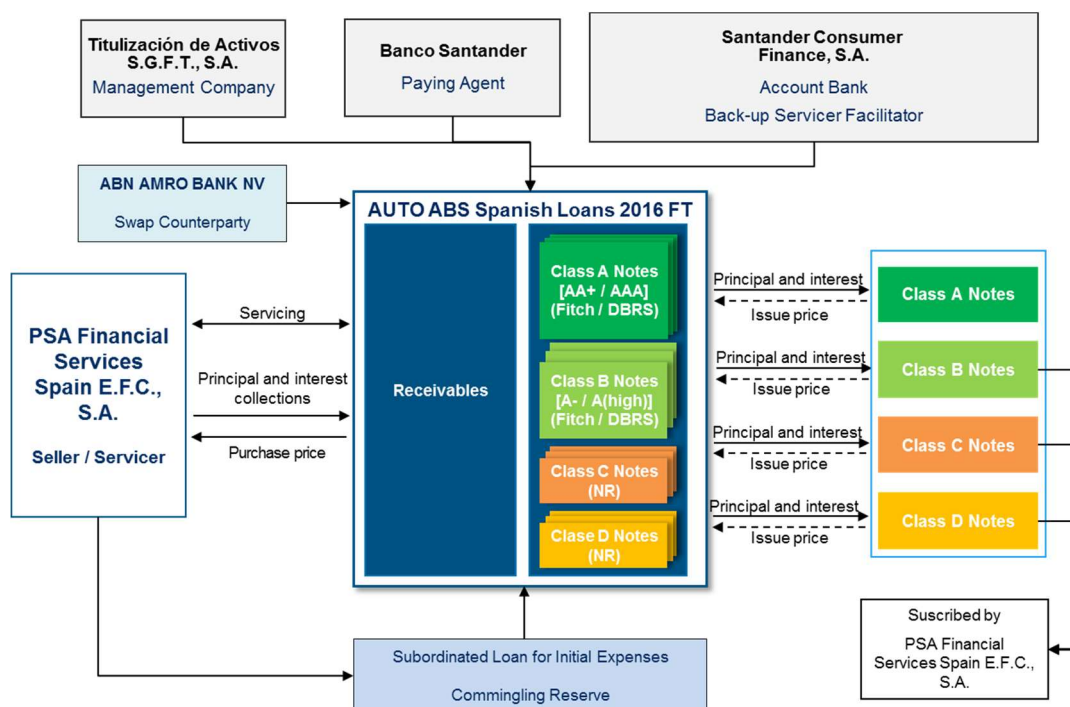 Titulización de Activos
S.G.F.T., S.A.
Management Company
Banco Santander
Paying Agent
Santander Consumer
Finance, S.A.
Account Bank
Back-up Servicer Facilitator
ABN AMRO BANK NV
Swap Counterparty
AUTO ABS Spanish Loans 2016 FT
PSA Financial
Services
Spain E.F.C.,
S.A.
Seller / Servicer
Servicing
Principal and interest
collections
Purchase price
Receivables
Class A Notes
[AA+ / AAA]
(Fitch / DBRS)
Class B Notes
[A- / A(high)]
(Fitch / DBRS)
Class C Notes
(NR)
Clase D Notes
(NR)
Principal and interest
Issue price
Principal and interest
Issue price
Principal and interest
Issue price
Principal and interest
Issue price
Class A Notes
Class B Notes
Class C Notes
Class D Notes
Subordinated Loan for Initial Expenses
Commingling Reserve
Suscribed by
PSA Financial
Services Spain E.F.C.,
S.A.